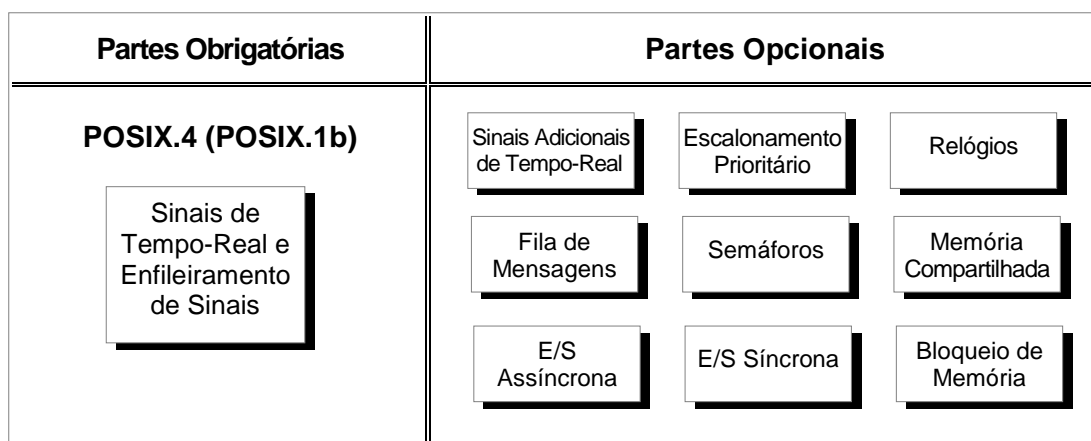 Partes Obrigatórias
Partes Opcionais
POSIX.4 (POSIX.1b)
Sinais de
Tempo-Real e
Enfileiramento
de Sinais
Sinais Adicionais
de Tempo-Real
Escalonamento
Prioritário
Relógios
Fila de
Mensagens
Semáforos
Memória
Compartilhada
E/S
Assíncrona
E/S Síncrona
Bloqueio de
Memória